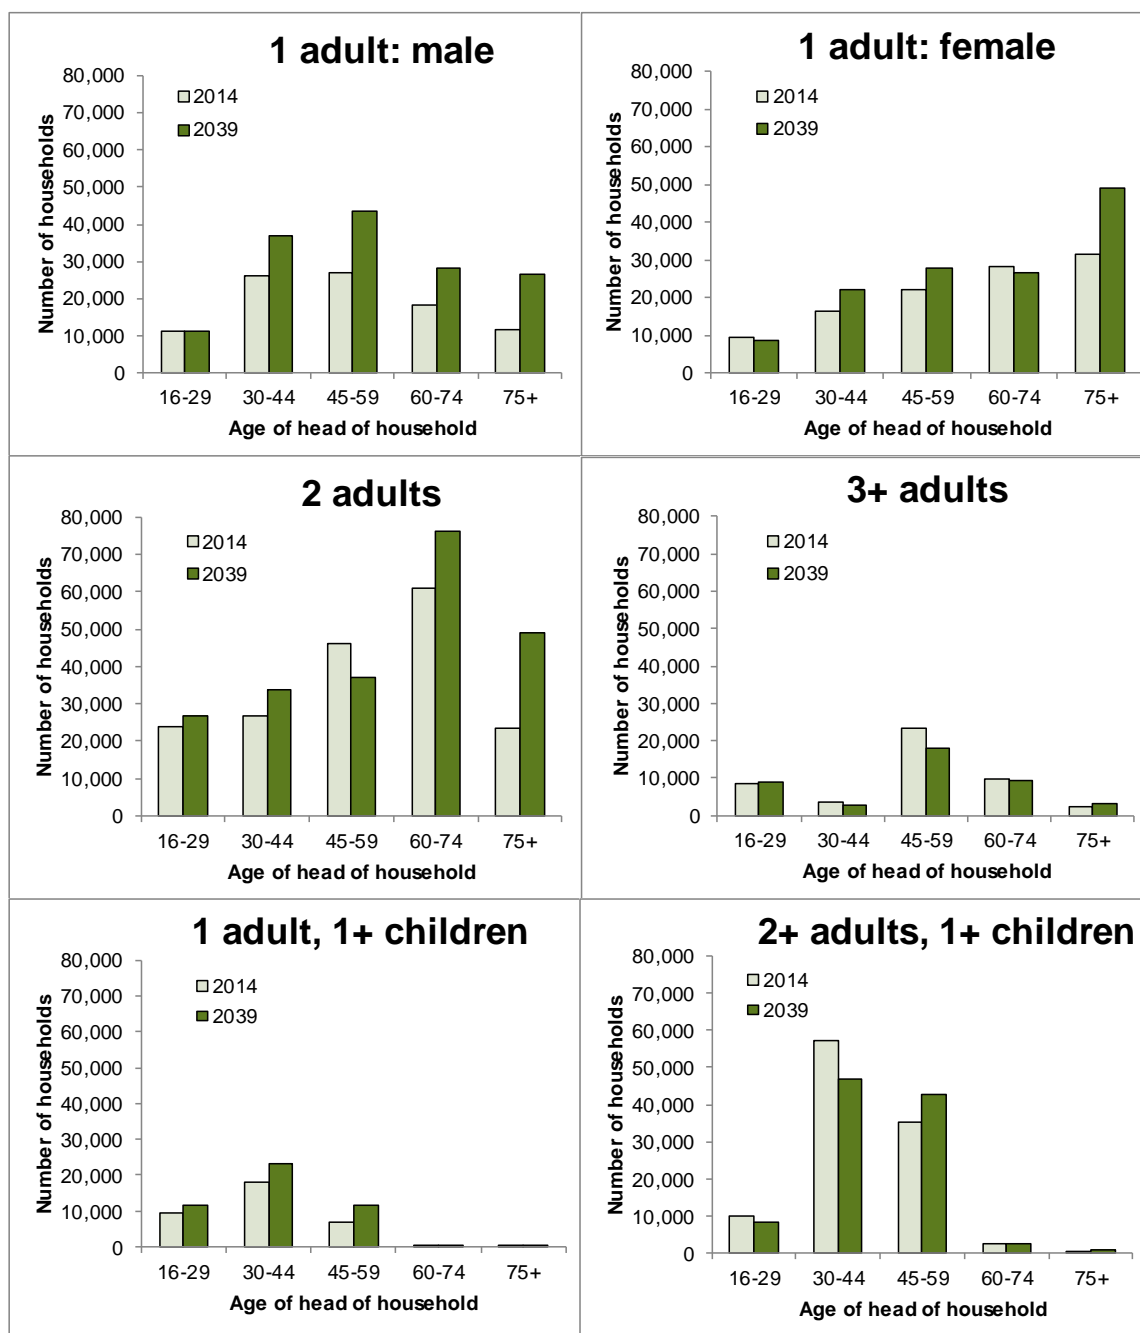 1 adult: male
80,000
70,000
60,000
50,000
40,000
30,000
20,000
10,000
0
Number of households
2014
2039
16-29 30-44 45-59 60-74 75+
Age of head of household
1 adult: female
80,000
70,000
60,000
50,000
40,000
30,000
20,000
10,000
0
Number of households
2014
2039
16-29 30-44 45-59 60-74 75+
Age of head of household
2 adults
80,000
70,000
60,000
50,000
40,000
30,000
20,000
10,000
0
Number of households
2014
2039
16-29 30-44 45-59 60-74 75+
Age of head of household
3+ adults
80,000
70,000
60,000
50,000
40,000
30,000
20,000
10,000
0
Number of households
2014
2039
16-29 30-44 45-59 60-74 75+
Age of head of household
1 adult, 1+ children
80,000
70,000
60,000
50,000
40,000
30,000
20,000
10,000
0
Number of households
2014
2039
16-29 30-44 45-59 60-74 75+
Age of head of household
2+ adults, 1+ children
80,000
70,000
60,000
50,000
40,000
30,000
20,000
10,000
0
Number of households
2014
2039
16-29 30-44 45-59 60-74 75+
Age of head of household